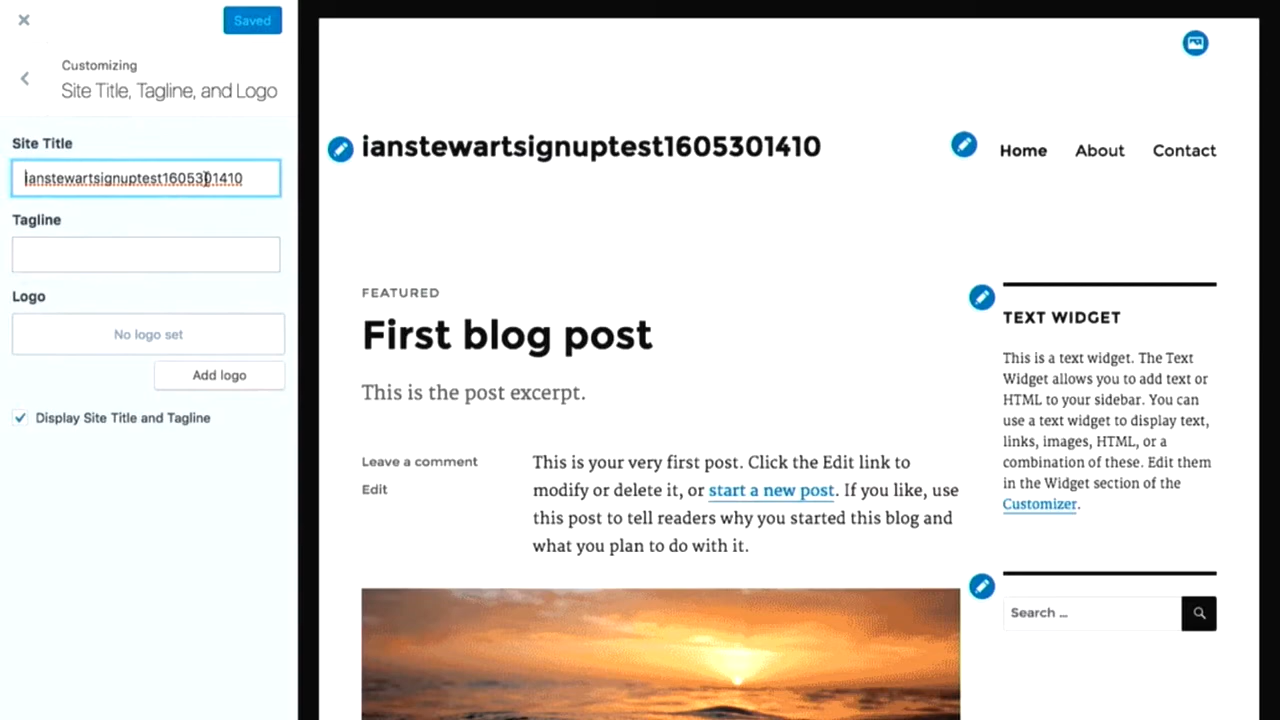 Saved
Customizing
Site Title, Tagline, and Logo
Site Title
ianstewartsignuptest1605301410
Tagline
Logo
No logo set
Add logo
Display Site Title and Tagline
ianstewartsignuptest1605301410
Home About Contact
FEATURED
First blog post
This is the post excerpt.
Leave a comment
Edit
This is your very first post. Click the Edit link to
modify or delete it, or start a new post. If you like, use
this post to tell readers why you started this blog and
what you plan to do with it.
TEXT WIDGET
This is a text widget. The Text
Widget allows you to add text or
HTML to your sidebar. You can
use a text widget to display text,
links, images, HTML, or a
combination of these. Edit them
in the Widget section of the
Customizer.
Search ...